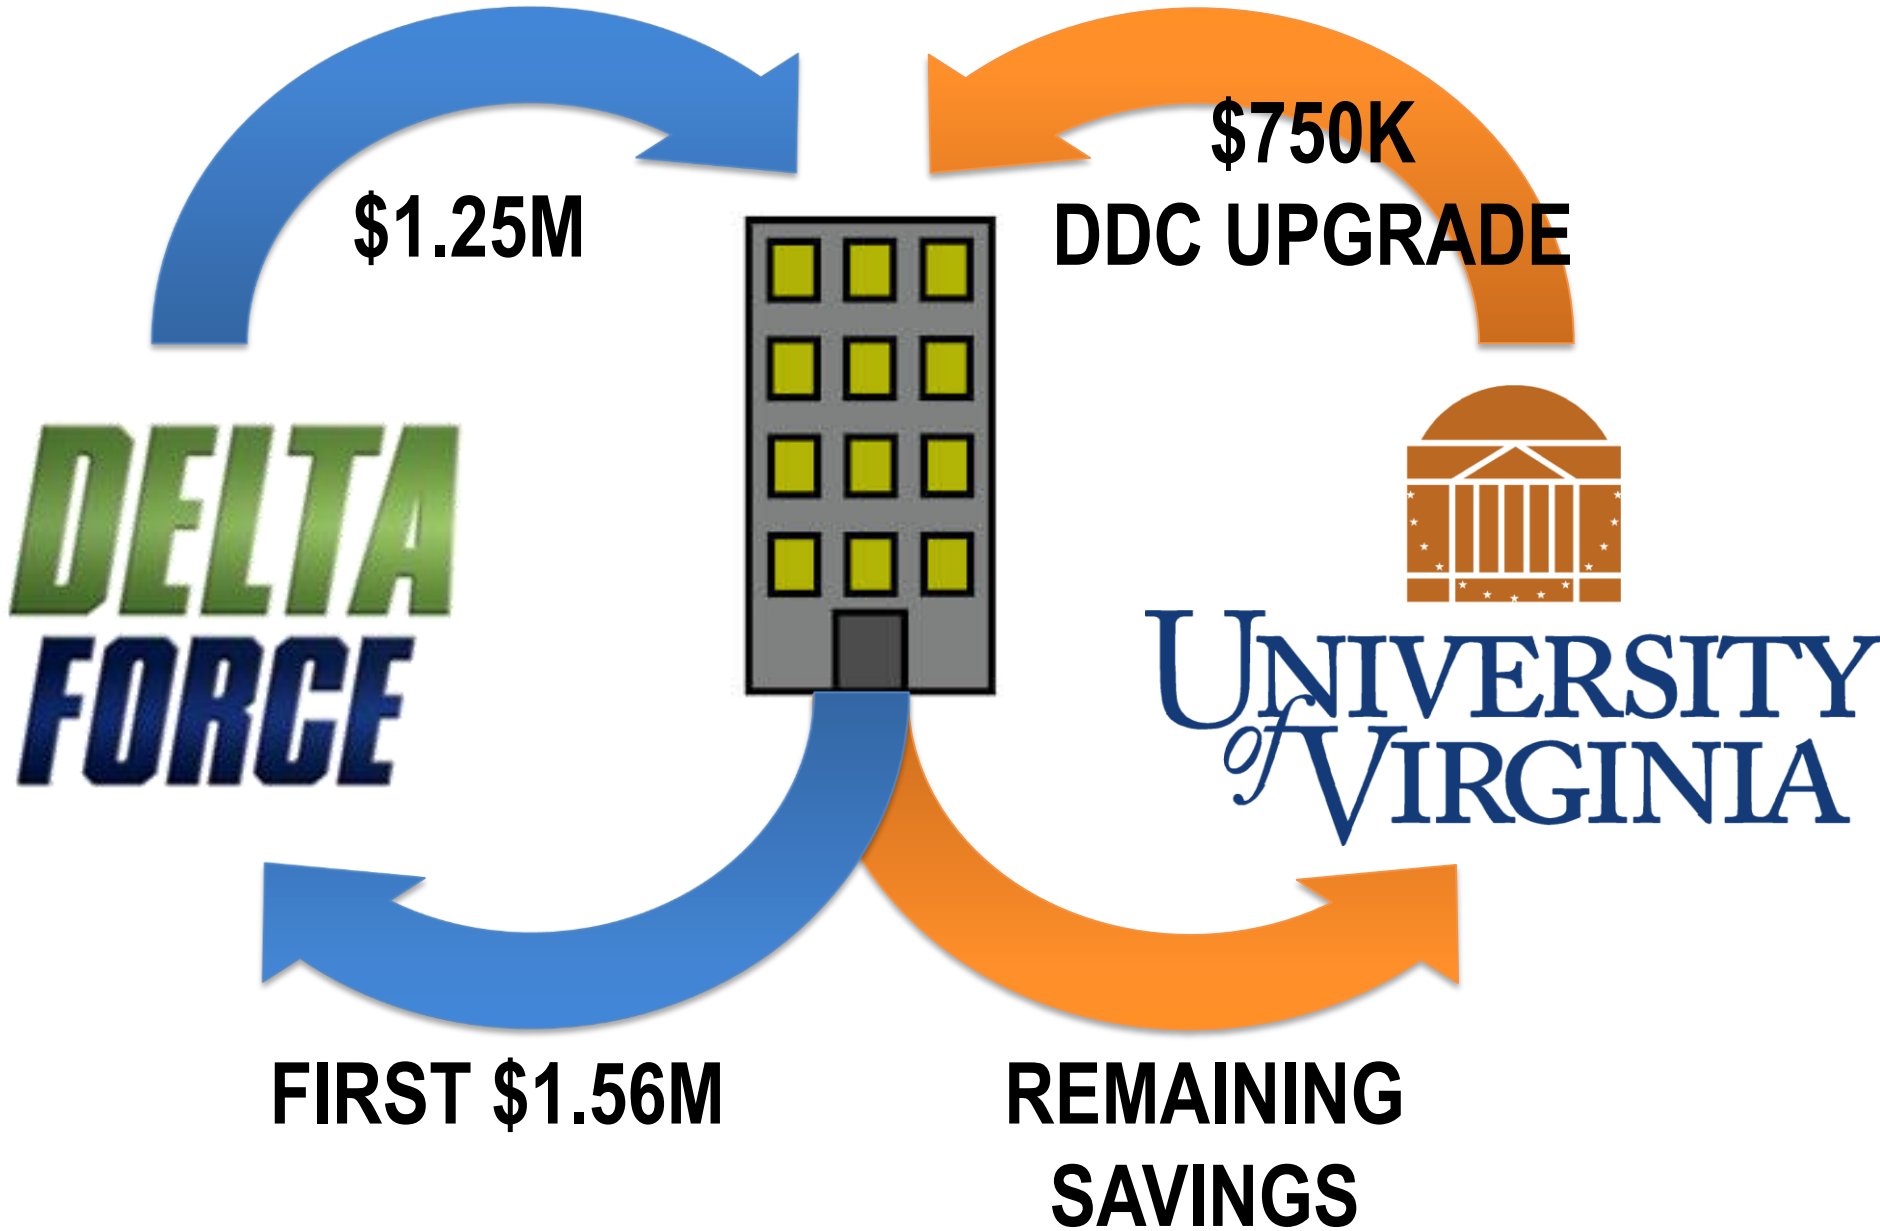 $1.25M
$750K
DDC UPGRADE
DELTA
FORCE
UNIVERSITY
of VIRGINIA
FIRST $1.56M
REMAINING
SAVINGS